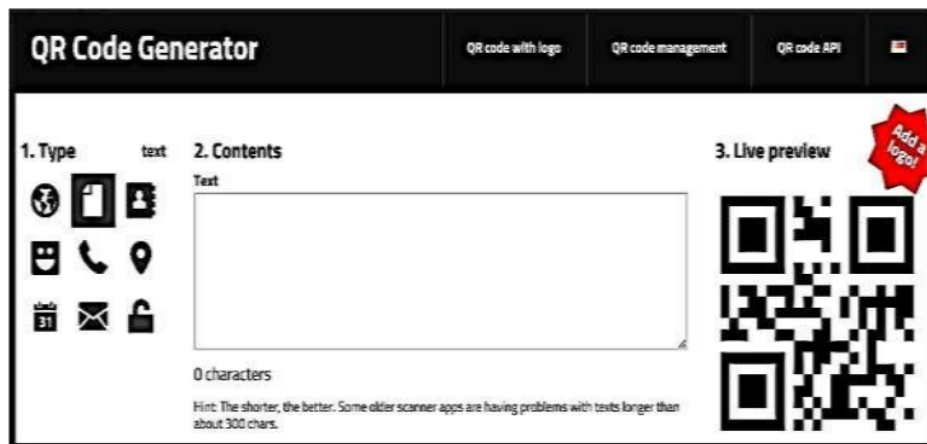 QR Code Generator
QR code with logo
QR code management
QR code API
1. Type
text
2. Contents
3. Live preview
Add a
logo!
Text
31
0 characters
Hint: The shorter, the better. Some older scanner apps are having problems with texts longer than
about 300 chars.